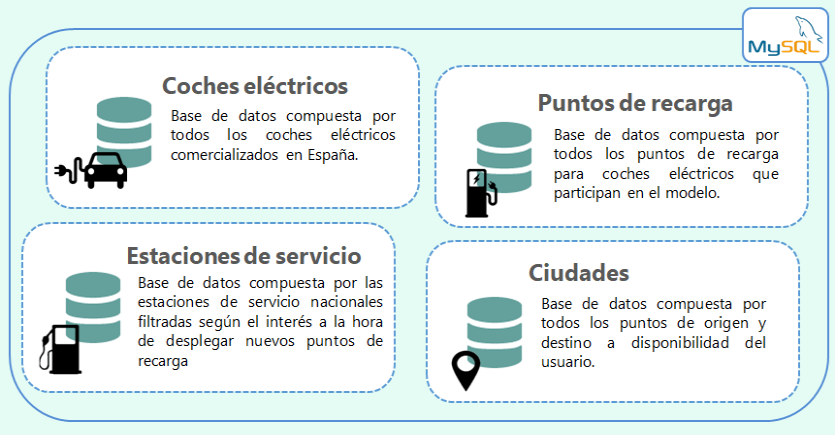 MySQL
Coches eléctricos
Base de datos compuesta por
todos los coches eléctricos
comercializados en España.
Puntos de recarga
Base de datos compuesta por
todos los puntos de recarga
para coches eléctricos que
participan en el modelo.
Estaciones de servicio
Base de datos compuesta por las
estaciones de servicio nacionales
filtradas según el interés a la hora
de desplegar nuevos puntos de
recarga
Ciudades
Base de datos compuesta por
todos los puntos de origen y
destino a disponibilidad del
usuario.